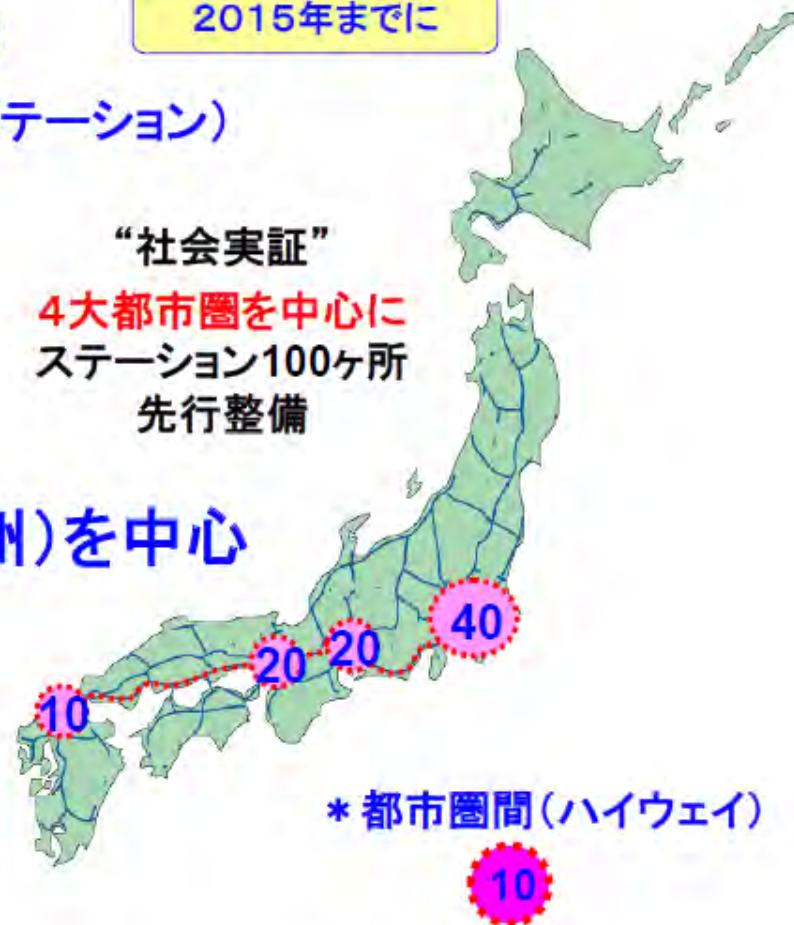 2015年までに
テーション)
“社会実証”
4大都市圏を中心に
ステーション100ヶ所
先行整備
州)を中心
40
20
20
10
*都市圏間(ハイウェイ)
10